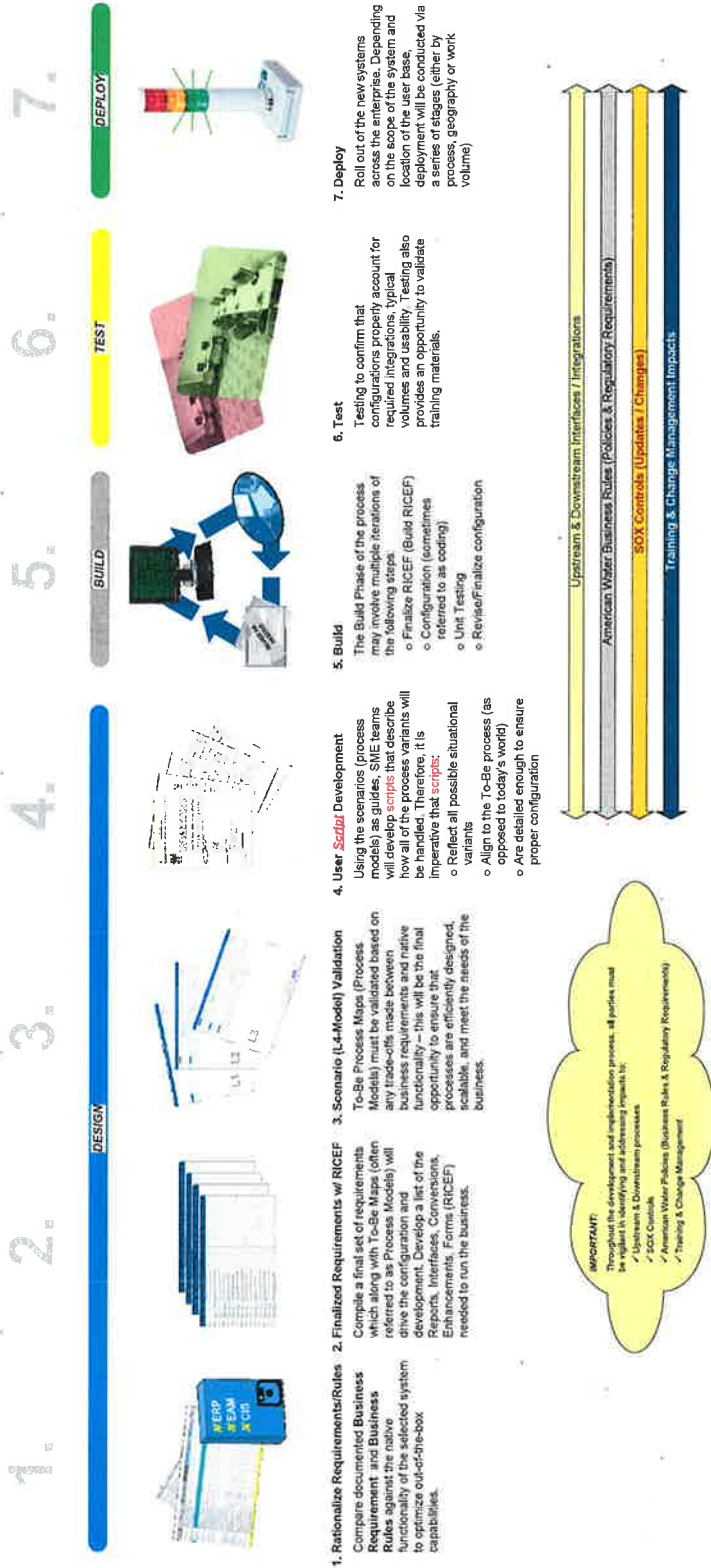 1. 2. 3. 4. 5. 6. 7.
DESIGN
BUILD
TEST
DEPLOY
ERP
EAM
CIS
L3
1. Rationalize Requirements/Rules
Compare documented Business
Requirement and Business
Rules against the native
functionality of the selected system
to optimize out-of-the-box
capabilities.
2. Finalized Requirements w/ RICEF
Compile a final set of requirements
which along with To-Be Maps (often
referred to as Process Models) will
drive the configuration and
development. Develop a list of the
Reports, Interfaces, Conversions,
Enhancements, Forms (RICEF)
needed to run the business.
3. Scenario (L4-Model) Validation
To-Be Process Maps (Process
Models) must be validated based on
any trade-offs made between
business requirements and native
functionality – this will be the final
opportunity to ensure that
processes are efficiently designed,
scalable, and meet the needs of the
business.
4. User Script Development
Using the scenarios (process
models) as guides, SME teams
will develop scripts that describe
how all of the process variants will
be handled. Therefore, it is
imperative that scripts:
o Reflect all possible situational
variants
o Align to the To-Be process (as
opposed to today's world)
o Are detailed enough to ensure
proper configuration
5. Build
The Build Phase of the process
may involve multiple iterations of
the following steps:
o Finalize RICEF (Build RICEF)
o Configuration (sometimes
referred to as coding)
o Unit Testing
o Revise/Finalize configuration
6. Test
Testing to confirm that
configurations properly account for
required integrations, typical
volumes and usability. Testing also
provides an opportunity to validate
training materials.
7. Deploy
Roll out of the new systems
across the enterprise. Depending
on the scope of the system and
location of the user base,
deployment will be conducted via
a series of stages (either by
process, geography or work
volume)
IMPORTANT:
Throughout the development and implementation process, all parties must
be vigilant in identifying and addressing impacts to:
✓ Upstream & Downstream processes
✓ SOX Controls
✓ American Water Policies (Business Rules & Regulatory Requirements)
✓ Training & Change Management
Upstream & Downstream Interfaces / Integrations
American Water Business Rules (Policies & Regulatory Requirements)
SOX Controls (Updates / Changes)
Training & Change Management Impacts